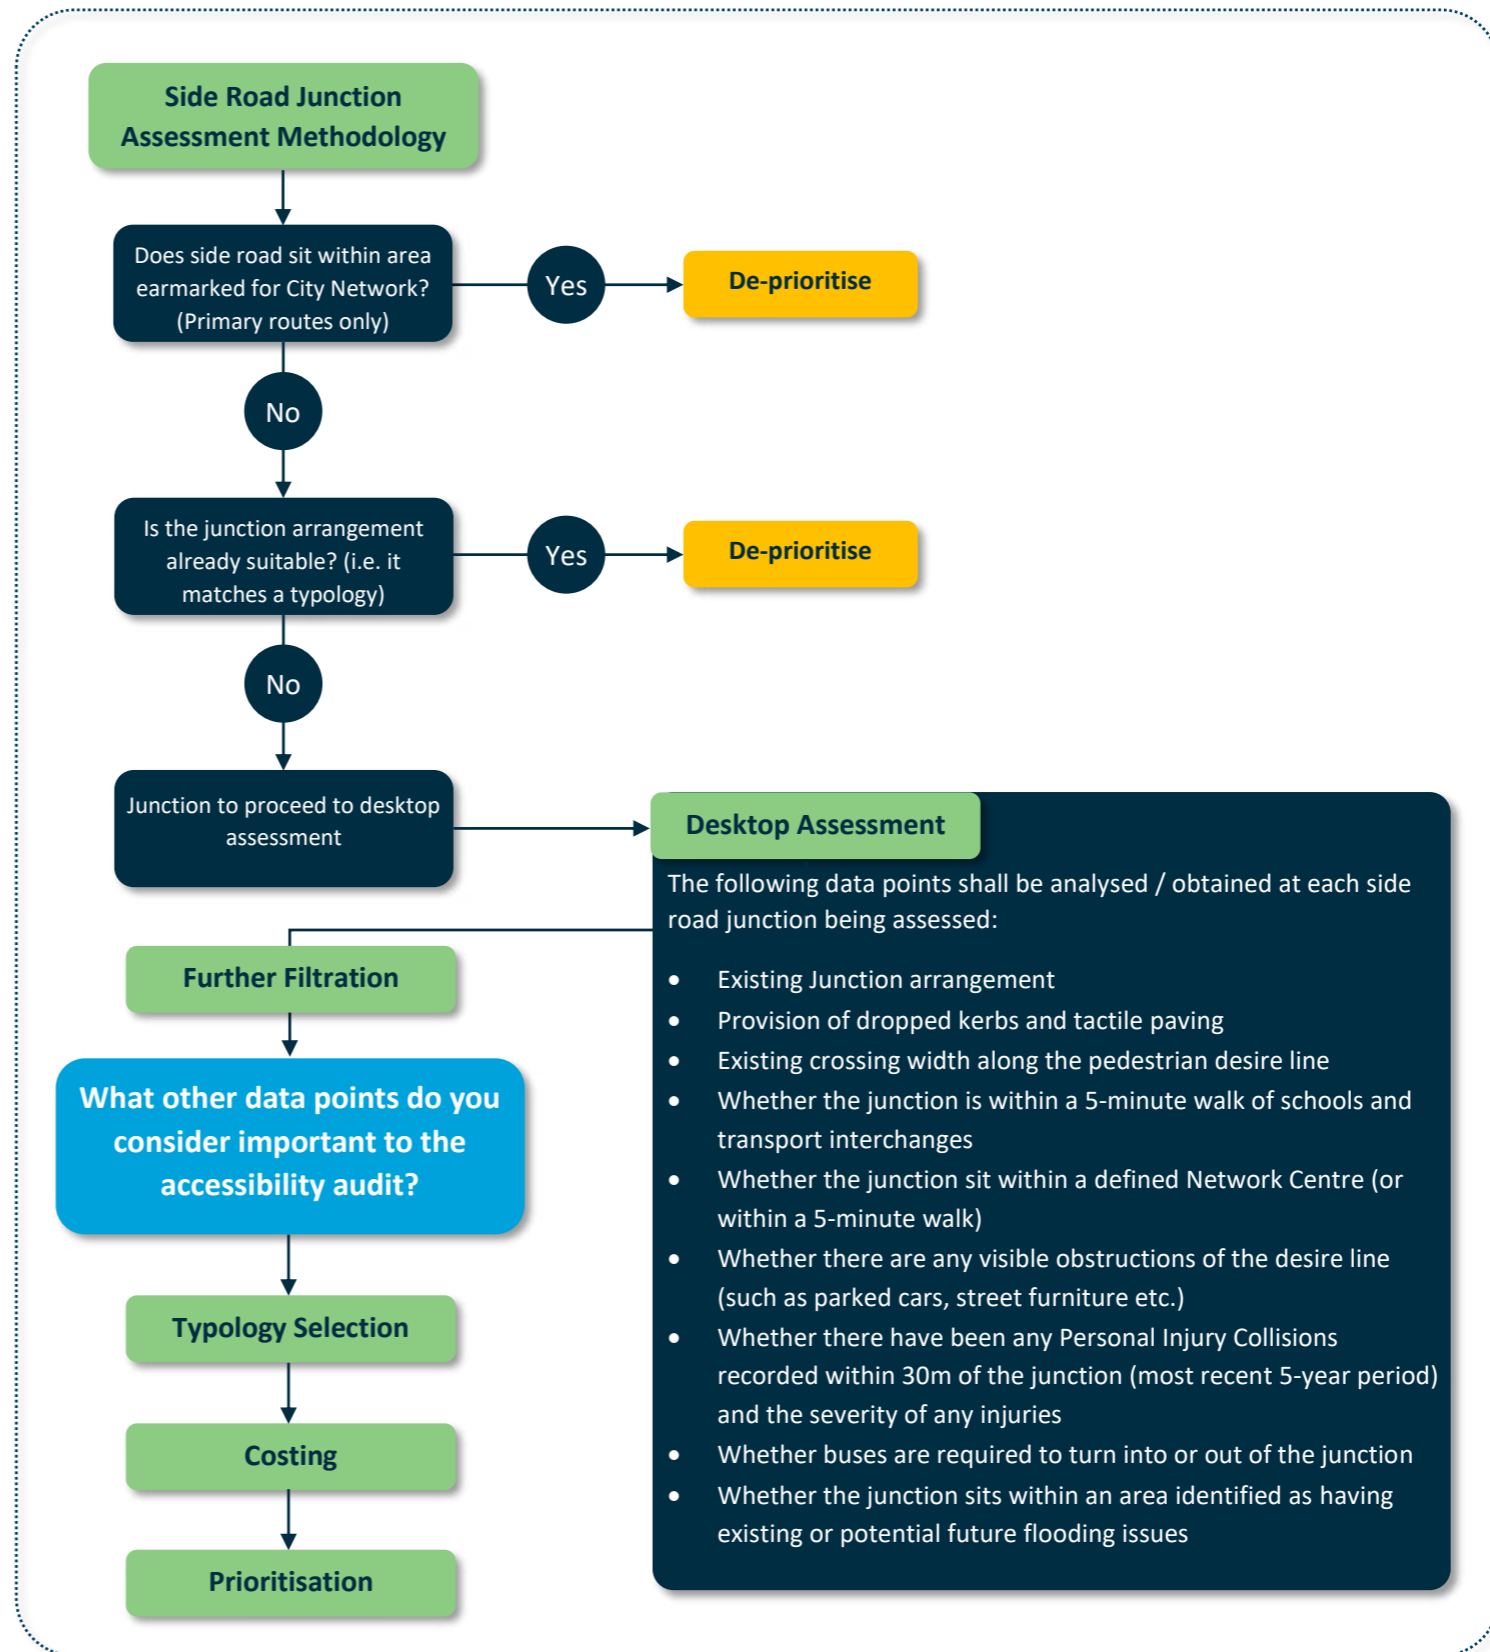 Side Road Junction
Assessment Methodology
Does side road sit within area
earmarked for City Network?
(Primary routes only)
Yes
De-prioritise
No
Is the junction arrangement
already suitable? (i.e. it
matches a typology)
Yes
De-prioritise
No
Junction to proceed to desktop
assessment
Desktop Assessment
The following data points shall be analysed / obtained at each side
road junction being assessed:
• Existing Junction arrangement
• Provision of dropped kerbs and tactile paving
• Existing crossing width along the pedestrian desire line
• Whether the junction is within a 5-minute walk of schools and
transport interchanges
• Whether the junction sit within a defined Network Centre (or
within a 5-minute walk)
• Whether there are any visible obstructions of the desire line
(such as parked cars, street furniture etc.)
• Whether there have been any Personal Injury Collisions
recorded within 30m of the junction (most recent 5-year period)
and the severity of any injuries
• Whether buses are required to turn into or out of the junction
• Whether the junction sits within an area identified as having
existing or potential future flooding issues
Further Filtration
What other data points do you
consider important to the
accessibility audit?
Typology Selection
Costing
Prioritisation